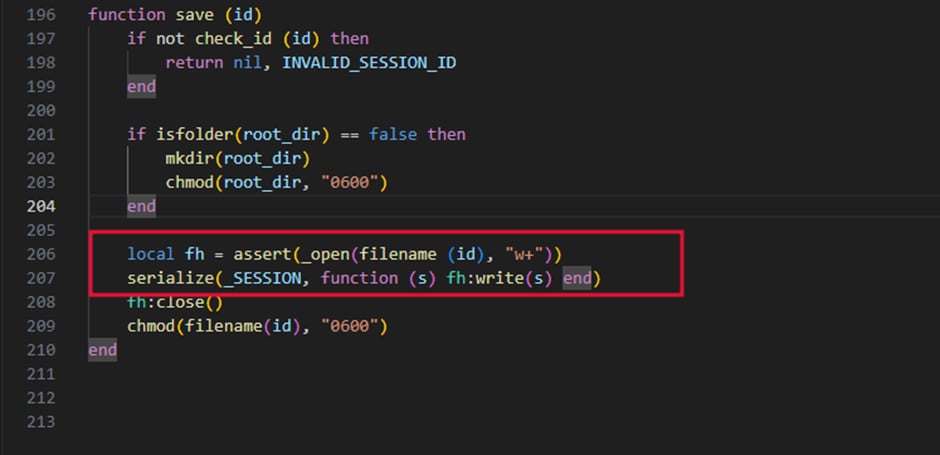 196 function save (id)
197     if not check_id (id) then
198         return nil, INVALID_SESSION_ID
199     end
200
201     if isfolder(root_dir) == false then
202         mkdir(root_dir)
203         chmod(root_dir, "0600")
204     end
205
206     local fh = assert(_open(filename (id), "w+"))
207     serialize(_SESSION, function (s) fh:write(s) end)
208     fh:close()
209     chmod(filename(id), "0600")
210 end
211
212
213